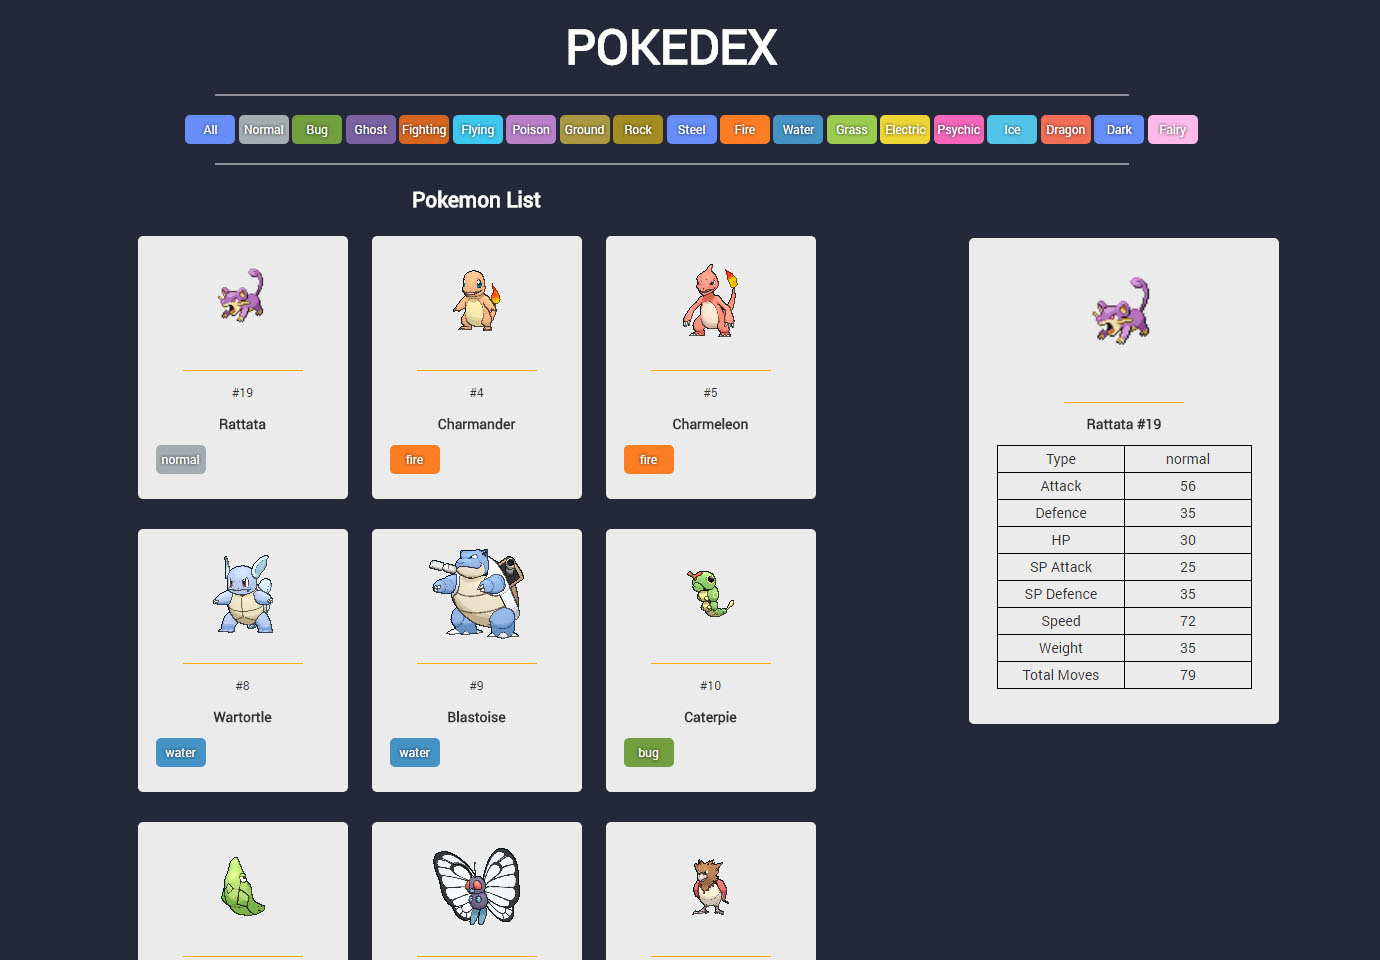 POKEDEX
All Normal Bug Ghost Fighting Flying Poison Ground Rock Steel Fire Water Grass Electric Psychic Ice Dragon Dark Fairy
Pokemon List
#19
Rattata
normal
#4
Charmander
fire
#5
Charmeleon
fire
#8
Wartortle
water
#9
Blastoise
water
#10
Caterpie
bug
Rattata #19
Type normal
Attack 56
Defence 35
HP 30
SP Attack 25
SP Defence 35
Speed 72
Weight 35
Total Moves 79